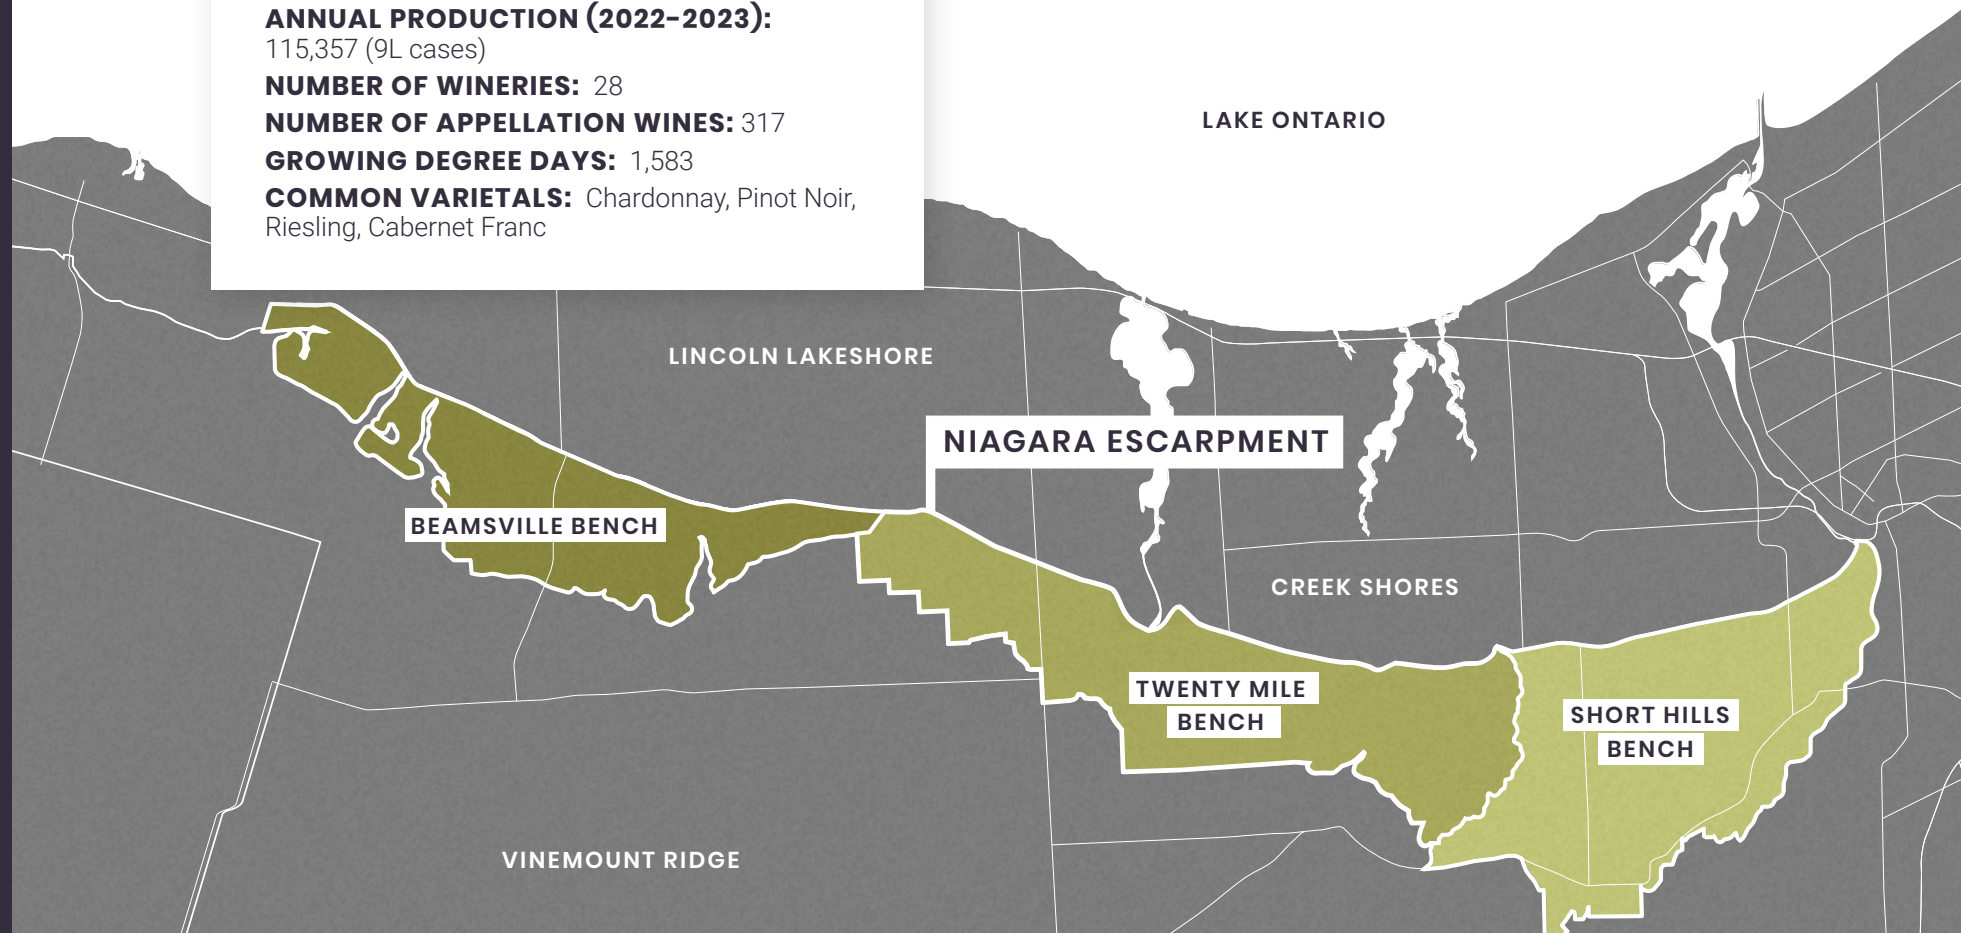 ANNUAL PRODUCTION (2022-2023):
115,357 (9L cases)
NUMBER OF WINERIES: 28
NUMBER OF APPELLATION WINES: 317
GROWING DEGREE DAYS: 1,583
COMMON VARIETALS: Chardonnay, Pinot Noir,
Riesling, Cabernet Franc
LAKE ONTARIO
LINCOLN LAKESHORE
NIAGARA ESCARPMENT
BEAMSVILLE BENCH
CREEK SHORES
TWENTY MILE
BENCH
SHORT HILLS
BENCH
VINEMOUNT RIDGE